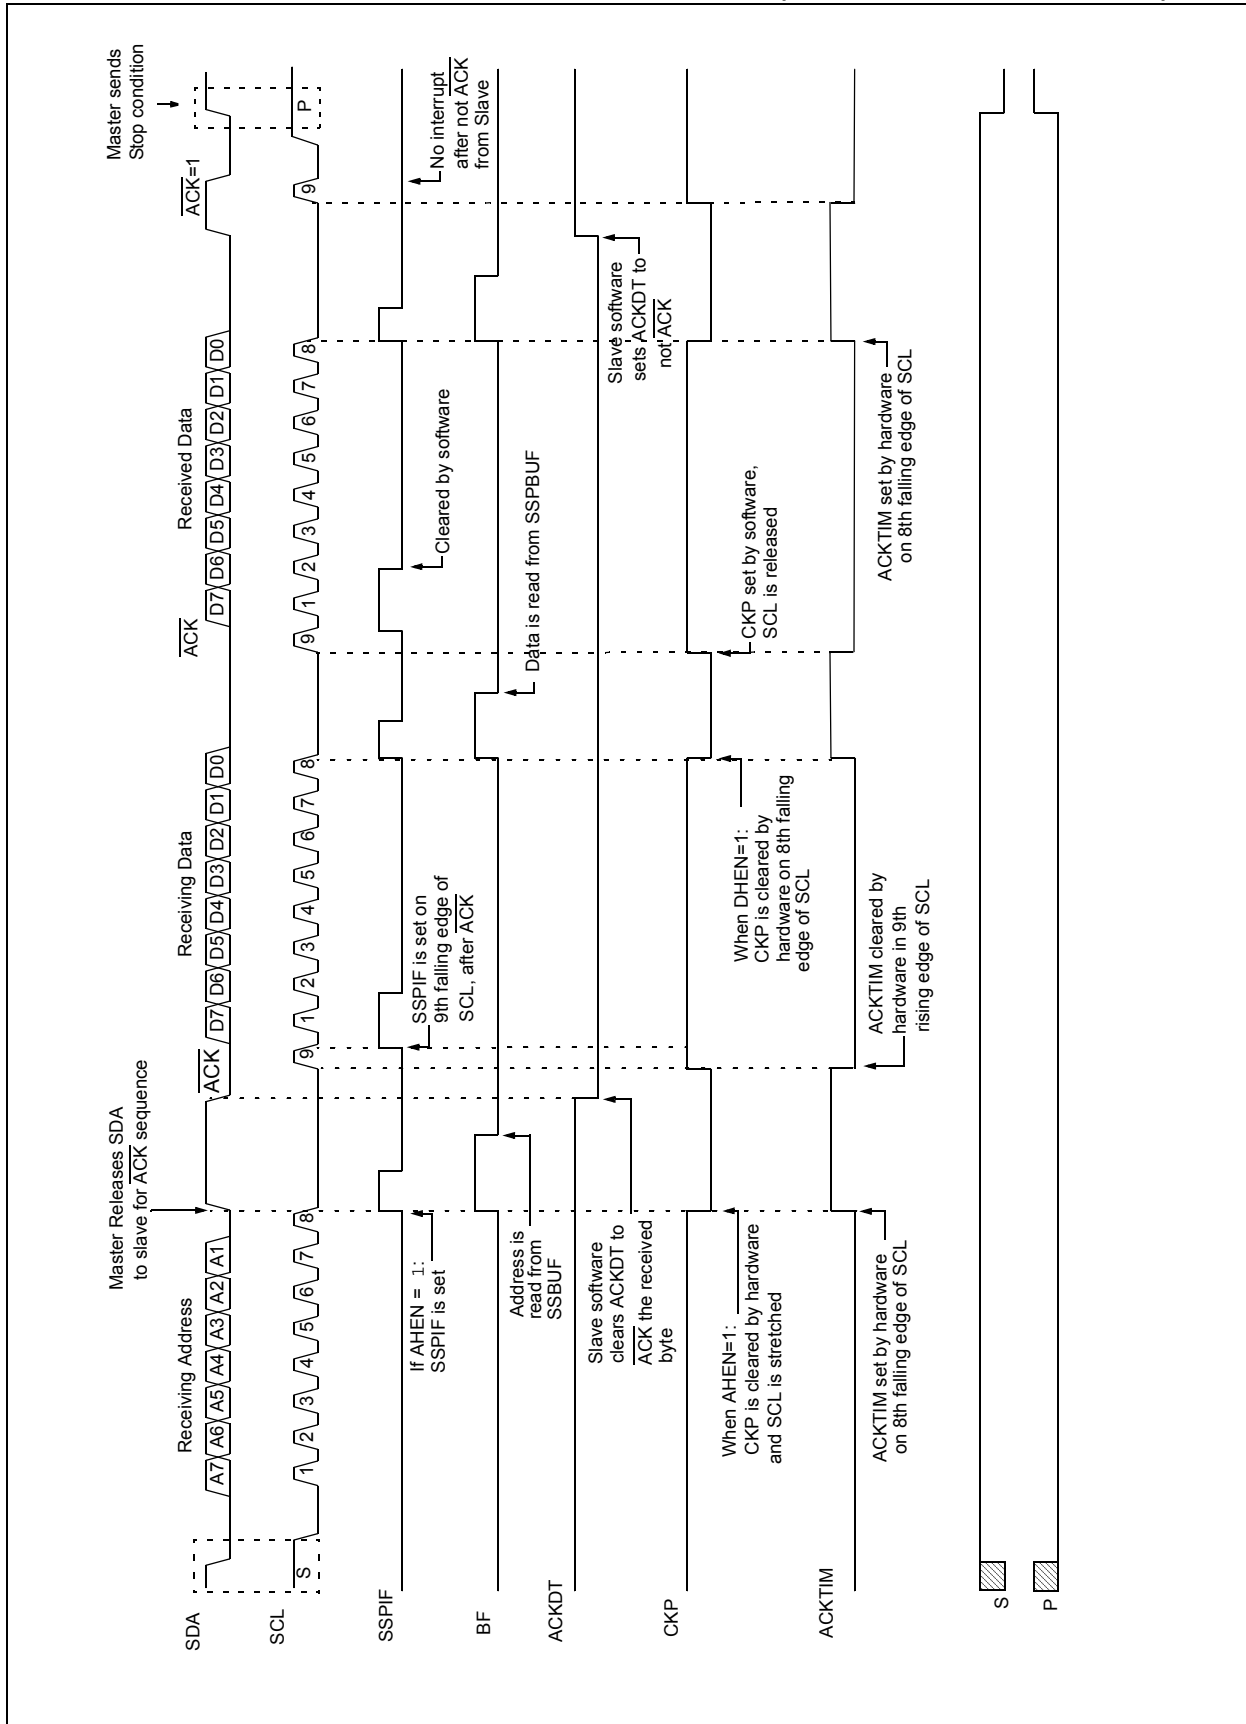 Master Releases SDA
to slave for ACK sequence
Master sends
Stop condition
Receiving Address
ACK
Receiving Data
ACK
Received Data
ACK=1
SDA
A7 A6 A5 A4 A3 A2 A1
D7 D6 D5 D4 D3 D2 D1 D0
D7 D6 D5 D4 D3 D2 D1 D0
SCL
S
1 2 3 4 5 6 7 8
9
1 2 3 4 5 6 7 8
9
1 2 3 4 5 6 7 8
9
P
SSPIF
If AHEN = 1:
SSPIF is set
SSPIF is set on
9th falling edge of
SCL, after ACK
Cleared by software
No interrupt
after not ACK
from Slave
BF
Address is
read from
SSBUF
Data is read from SSPBUF
ACKDT
Slave software
clears ACKDT to
ACK the received
byte
Slave software
sets ACKDT to
not ACK
CKP
When AHEN=1:
CKP is cleared by hardware
and SCL is stretched
When DHEN=1:
CKP is cleared by
hardware on 8th falling
edge of SCL
CKP set by software,
SCL is released
ACKTIM
ACKTIM set by hardware
on 8th falling edge of SCL
ACKTIM cleared by
hardware in 9th
rising edge of SCL
ACKTIM set by hardware
on 8th falling edge of SCL
S
P